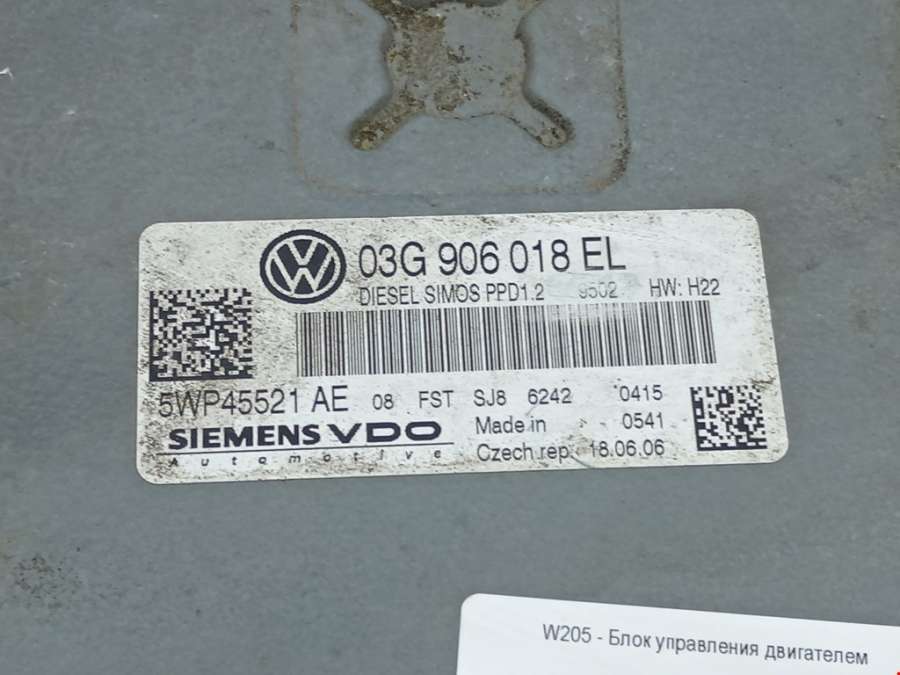 03G 906 018 EL
DIESEL SIMOS PPD1.2 9502 HW: H22
5WP45521 AE 08 FST SJ8 6242 0415
SIEMENS VDO Made in - 0541
Automotive Czech rep. 18.06.06
W205 - Блок управления двигателем